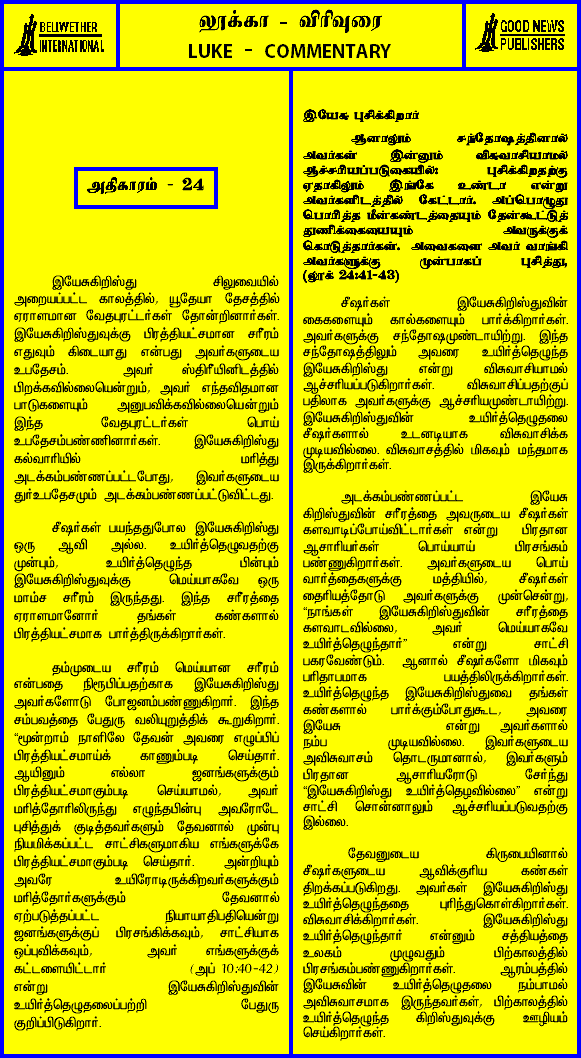 BELIWETHER
INTERNATIONAL
லூக்கா - விரிவுரை
LUKE - COMMENTARY
GOOD NEWS
PUBLISHERS
அதிகாரம் - 24
இயேசுகிறிஸ்து சிலுவையில்
அறையப்பட்ட காலத்தில், யூதேயா தேசத்தில்
ஏராளமான வேதபுரட்டர்கள் தோன்றினார்கள்.
இயேசுகிறிஸ்துவுக்கு பிரத்தியட்சமான சரீரம்
எதுவும் கிடையாது என்பது அவர்களுடைய
உபதேசம். அவர் ஸ்திரீயினிடத்தில்
பிறக்கவில்லையென்றும், அவர் எந்தவிதமான
பாடுகளையும் அனுபவிக்கவில்லையென்றும்
இந்த வேதபுரட்டர்கள் பொய்
உபதேசம்பண்ணினார்கள். இயேசுகிறிஸ்து
கல்வாரியில் மரித்து
அடக்கம்பண்ணப்பட்டபோது, இவர்களுடைய
துர்உபதேசமும் அடக்கம்பண்ணப்பட்டுவிட்டது.
சீஷர்கள் பயந்ததுபோல இயேசுகிறிஸ்து
ஒரு ஆவி அல்ல. உயிர்த்தெழுவதற்கு
முன்பும், உயிர்த்தெழுந்த பின்பும்
இயேசுகிறிஸ்துவுக்கு மெய்யாகவே ஒரு
மாம்ச சரீரம் இருந்தது. இந்த சரீரத்தை
ஏராளமானோர் தங்கள் கண்களால்
பிரத்தியட்சமாக பார்த்திருக்கிறார்கள்.
தம்முடைய சரீரம் மெய்யான சரீரம்
என்பதை நிரூபிப்பதற்காக இயேசுகிறிஸ்து
அவர்களோடு போஜனம்பண்ணுகிறார். இந்த
சம்பவத்தை பேதுரு வலியுறுத்திக் கூறுகிறார்.
“மூன்றாம் நாளிலே தேவன் அவரை எழுப்பிப்
பிரத்தியட்சமாய்க் காணும்படி செய்தார்.
ஆயினும் எல்லா ஜனங்களுக்கும்
பிரத்தியட்சமாகும்படி செய்யாமல், அவர்
மரித்தோரிலிருந்து எழுந்தபின்பு அவரோடே
புசித்துக் குடித்தவர்களும் தேவனால் முன்பு
நியமிக்கப்பட்ட சாட்சிகளுமாகிய எங்களுக்கே
பிரத்தியட்சமாகும்படி செய்தார். அன்றியும்
அவரே உயிரோடிருக்கிறவர்களுக்கும்
மரித்தோர்களுக்கும் தேவனால்
ஏற்படுத்தப்பட்ட நியாயாதிபதியென்று
ஜனங்களுக்குப் பிரசங்கிக்கவும், சாட்சியாக
ஒப்புவிக்கவும், அவர் எங்களுக்குக்
கட்டளையிட்டார் (அப் 10:40-42)
என்று இயேசுகிறிஸ்துவின்
உயிர்த்தெழுதலைப்பற்றி பேதுரு
குறிப்பிடுகிறார்.
இயேசு புசிக்கிறார்
ஆனாலும் சந்தோஷத்தினால்
அவர்கள் இன்னும் விசுவாசியாமல்
ஆச்சரியப்படுகையில்: புசிக்கிறதற்கு
ஏதாகிலும் இங்கே உண்டா என்று
அவர்களிடத்தில் கேட்டார். அப்பொழுது
பொரித்த மீன்கண்டத்தையும் தேன்கூட்டுத்
துணிக்கையையும் அவருக்குக்
கொடுத்தார்கள். அவைகளை அவர் வாங்கி
அவர்களுக்கு முன்பாகப் புசித்து,
(லூக் 24:41-43)
சீஷர்கள் இயேசுகிறிஸ்துவின்
கைகளையும் கால்களையும் பார்க்கிறார்கள்.
அவர்களுக்கு சந்தோஷமுண்டாயிற்று. இந்த
சந்தோஷத்திலும் அவரை உயிர்த்தெழுந்த
இயேசுகிறிஸ்து என்று விசுவாசியாமல்
ஆச்சரியப்படுகிறார்கள். விசுவாசிப்பதற்குப்
பதிலாக அவர்களுக்கு ஆச்சரியமுண்டாயிற்று.
இயேசுகிறிஸ்துவின் உயிர்த்தெழுதலை
சீஷர்களால் உடனடியாக விசுவாசிக்க
முடியவில்லை. விசுவாசத்தில் மிகவும் மந்தமாக
இருக்கிறார்கள்.
அடக்கம்பண்ணப்பட்ட இயேசு
கிறிஸ்துவின் சரீரத்தை அவருடைய சீஷர்கள்
களவாடிப்போய்விட்டார்கள் என்று பிரதான
ஆசாரியர்கள் பொய்யாய் பிரசங்கம்
பண்ணுகிறார்கள். அவர்களுடைய பொய்
வார்த்தைகளுக்கு மத்தியில், சீஷர்கள்
தைரியத்தோடு அவர்களுக்கு முன்சென்று,
“நாங்கள் இயேசுகிறிஸ்துவின் சரீரத்தை
களவாடவில்லை, அவர் மெய்யாகவே
உயிர்த்தெழுந்தார்” என்று சாட்சி
பகரவேண்டும். ஆனால் சீஷர்களோ மிகவும்
பரிதாபமாக பயத்திலிருக்கிறார்கள்.
உயிர்த்தெழுந்த இயேசுகிறிஸ்துவை தங்கள்
கண்களால் பார்க்கும்போதுகூட, அவரை
இயேசு என்று அவர்களால்
நம்ப முடியவில்லை. இவர்களுடைய
அவிசுவாசம் தொடருமானால், இவர்களும்
பிரதான ஆசாரியரோடு சேர்ந்து
“இயேசுகிறிஸ்து உயிர்த்தெழவில்லை” என்று
சாட்சி சொன்னாலும் ஆச்சரியப்படுவதற்கு
இல்லை.
தேவனுடைய கிருபையினால்
சீஷர்களுடைய ஆவிக்குரிய கண்கள்
திறக்கப்படுகிறது. அவர்கள் இயேசுகிறிஸ்து
உயிர்த்தெழுந்ததை புரிந்துகொள்கிறார்கள்.
விசுவாசிக்கிறார்கள். இயேசுகிறிஸ்து
உயிர்த்தெழுந்தார் என்னும் சத்தியத்தை
உலகம் முழுவதும் பிற்காலத்தில்
பிரசங்கம்பண்ணுகிறார்கள். ஆரம்பத்தில்
இயேசுவின் உயிர்த்தெழுதலை நம்பாமல்
அவிசுவாசமாக இருந்தவர்கள், பிற்காலத்தில்
உயிர்த்தெழுந்த கிறிஸ்துவுக்கு ஊழியம்
செய்கிறார்கள்.